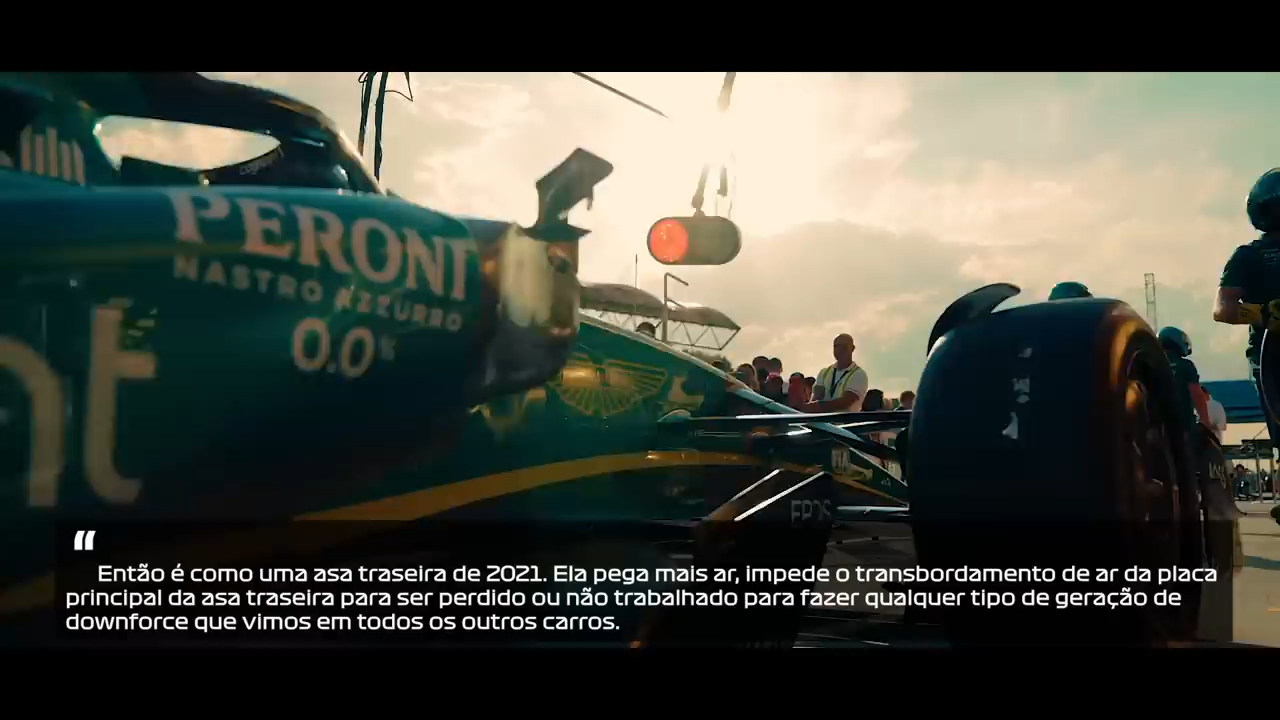 PERONI
NASTRO AZZURRO
0.0%
nt
EPOS
“
Então é como uma asa traseira de 2021. Ela pega mais ar, impede o transbordamento de ar da placa
principal da asa traseira para ser perdido ou não trabalhado para fazer qualquer tipo de geração de
downforce que vimos em todos os outros carros.